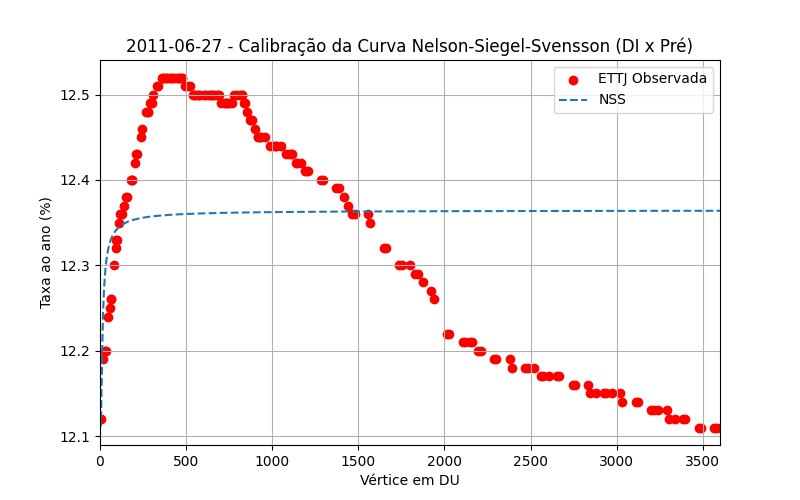 2011-06-27 - Calibração da Curva Nelson-Siegel-Svensson (DI x Pré)
ETTJ Observada
NSS
12.5
12.4
12.3
12.2
12.1
Taxa ao ano (%)
0 500 1000 1500 2000 2500 3000 3500
Vértice em DU